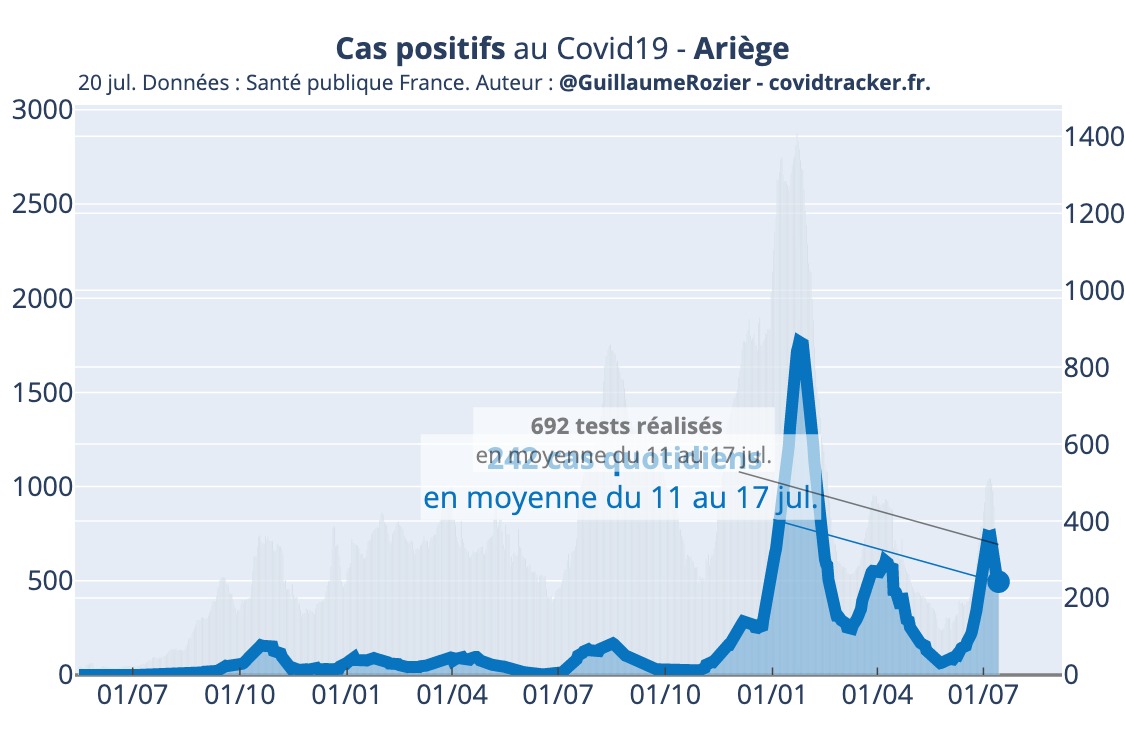 Cas positifs au Covid19 - Ariège
20 jul. Données : Santé publique France. Auteur : @GuillaumeRozier - covidtracker.fr.
3000
2500
2000
1500
1000
500
0
1400
1200
1000
800
600
400
200
0
692 tests réalisés
en moyenne du 11 au 17 jul.
242 cas quotidiens
en moyenne du 11 au 17 jul.
01/07 01/10 01/01 01/04 01/07 01/10 01/01 01/04 01/07